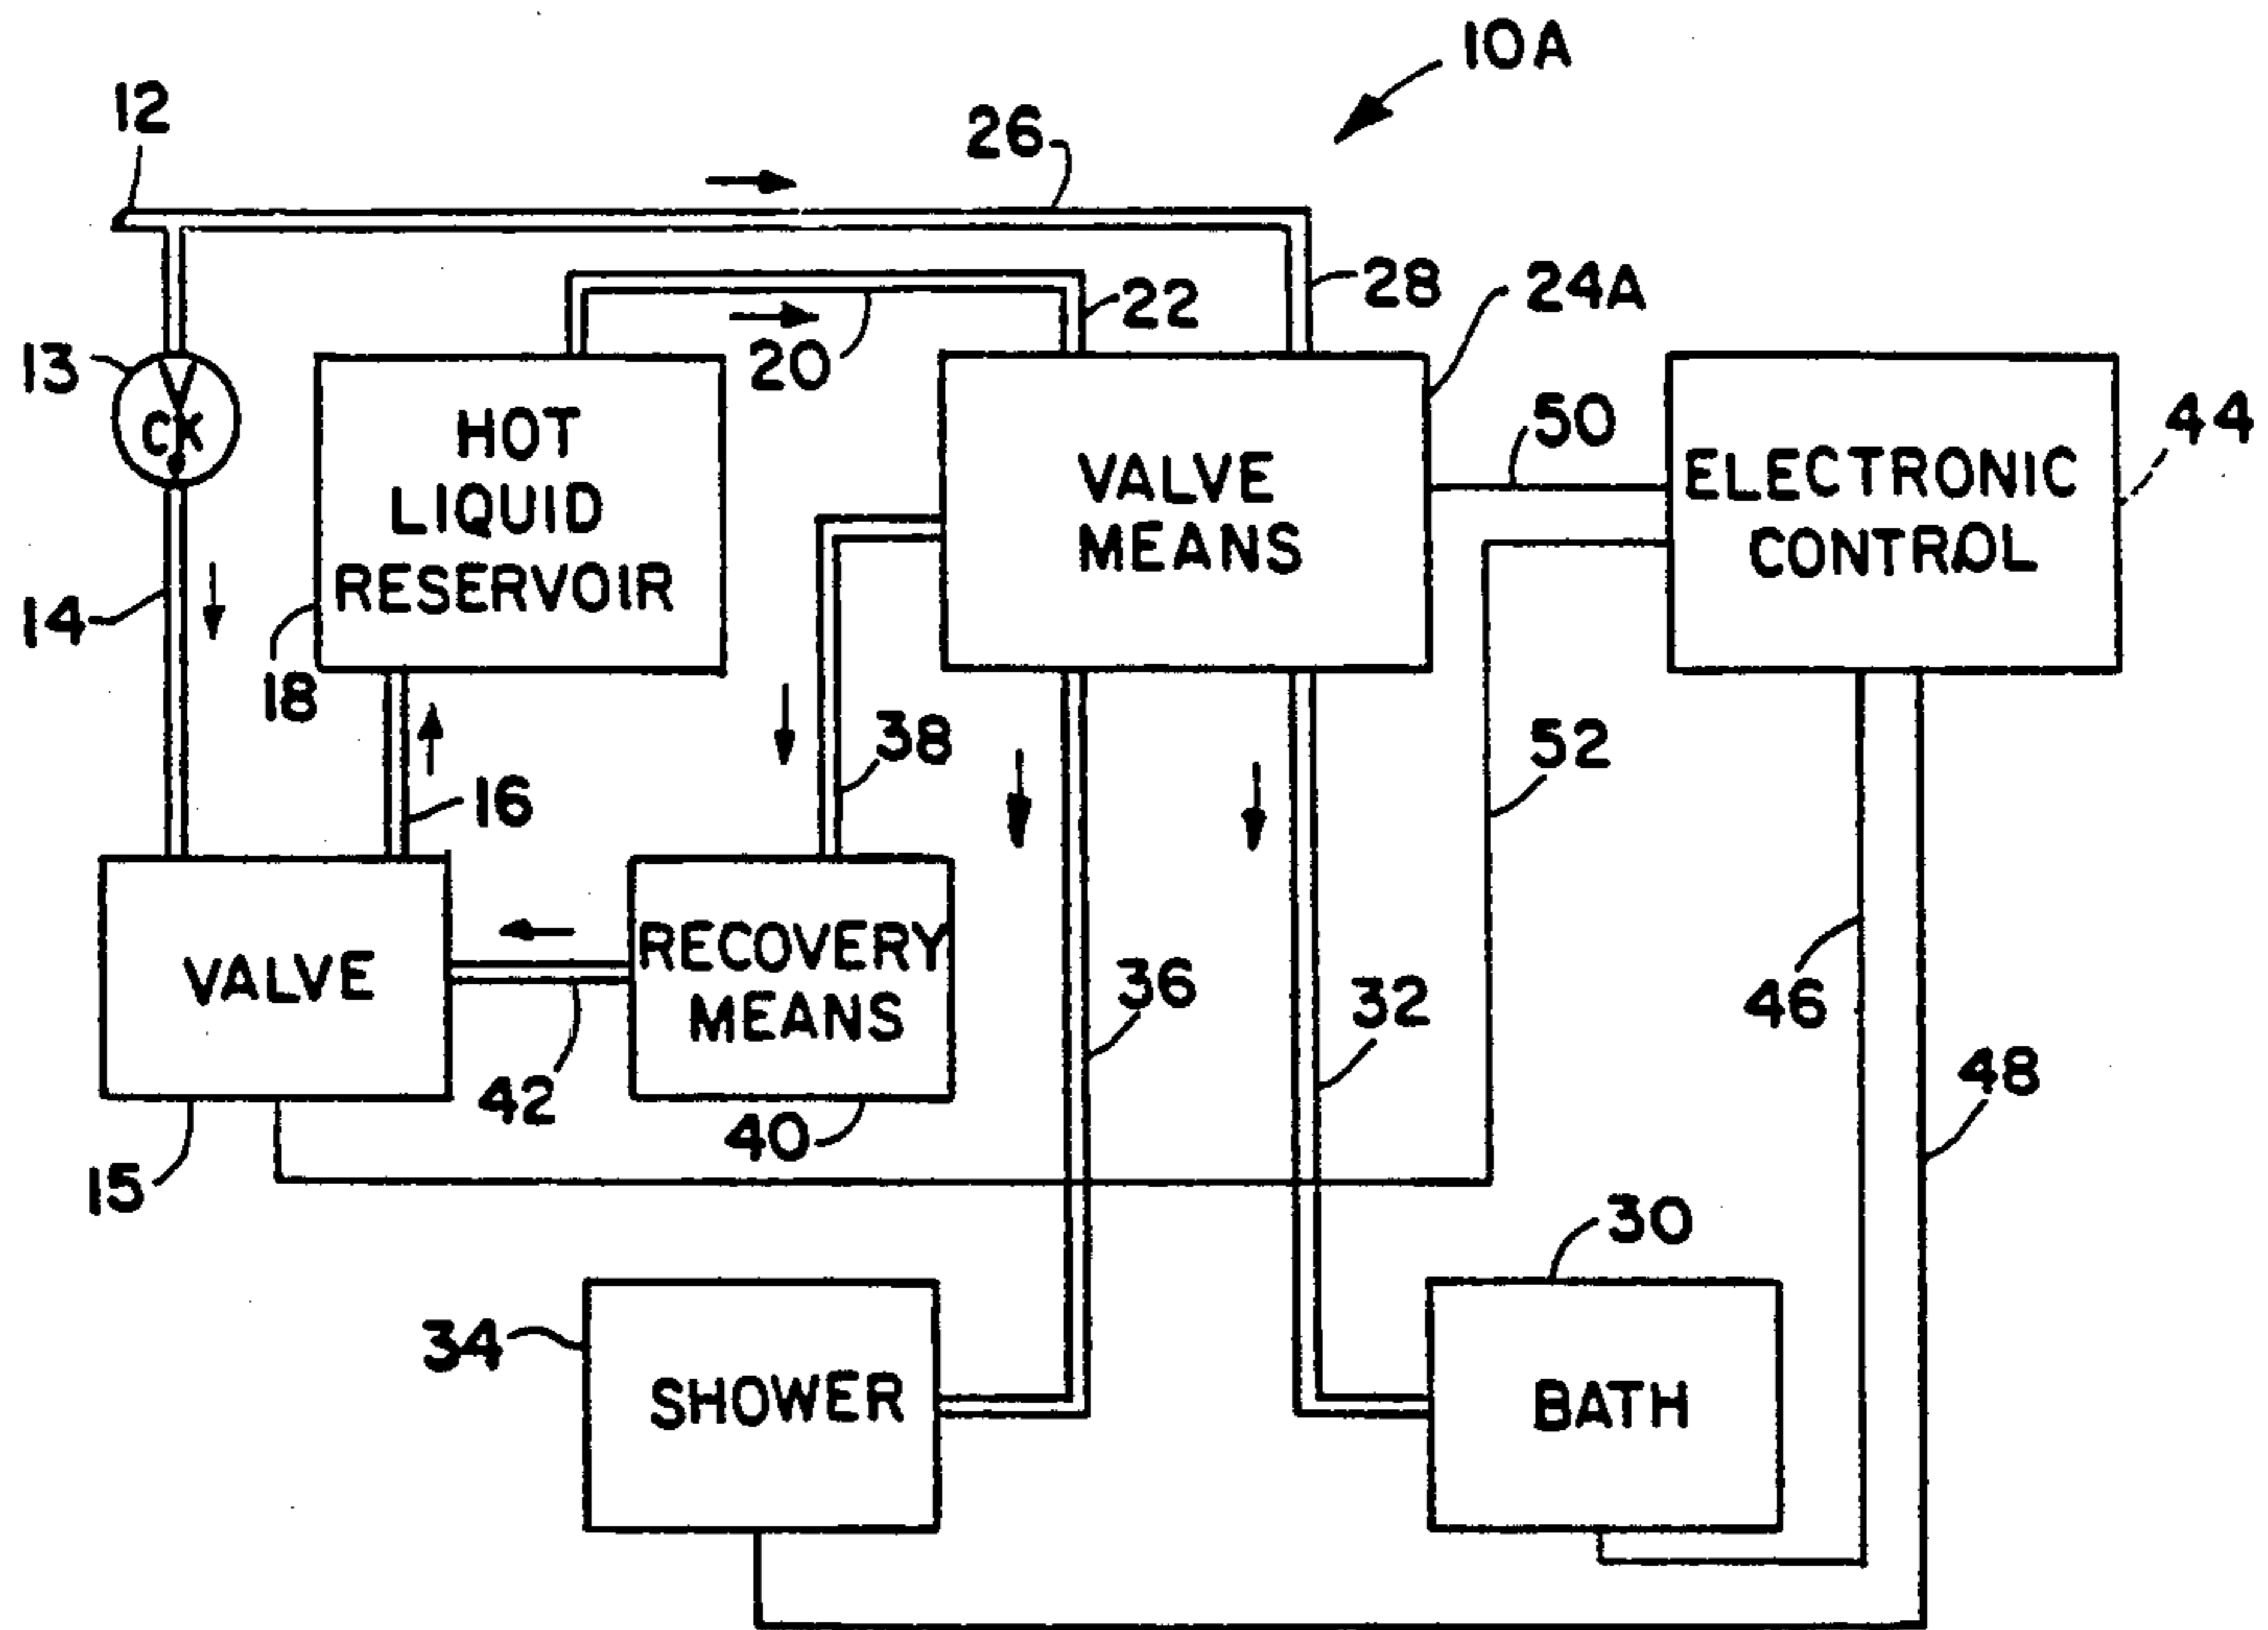 10A
12
26
28
22
24A
13
CK
20
50
44
HOT
LIQUID
RESERVOIR
VALVE
MEANS
ELECTRONIC
CONTROL
14
18
38
52
16
VALVE
RECOVERY
MEANS
36
32
46
42
40
48
15
30
34
SHOWER
BATH